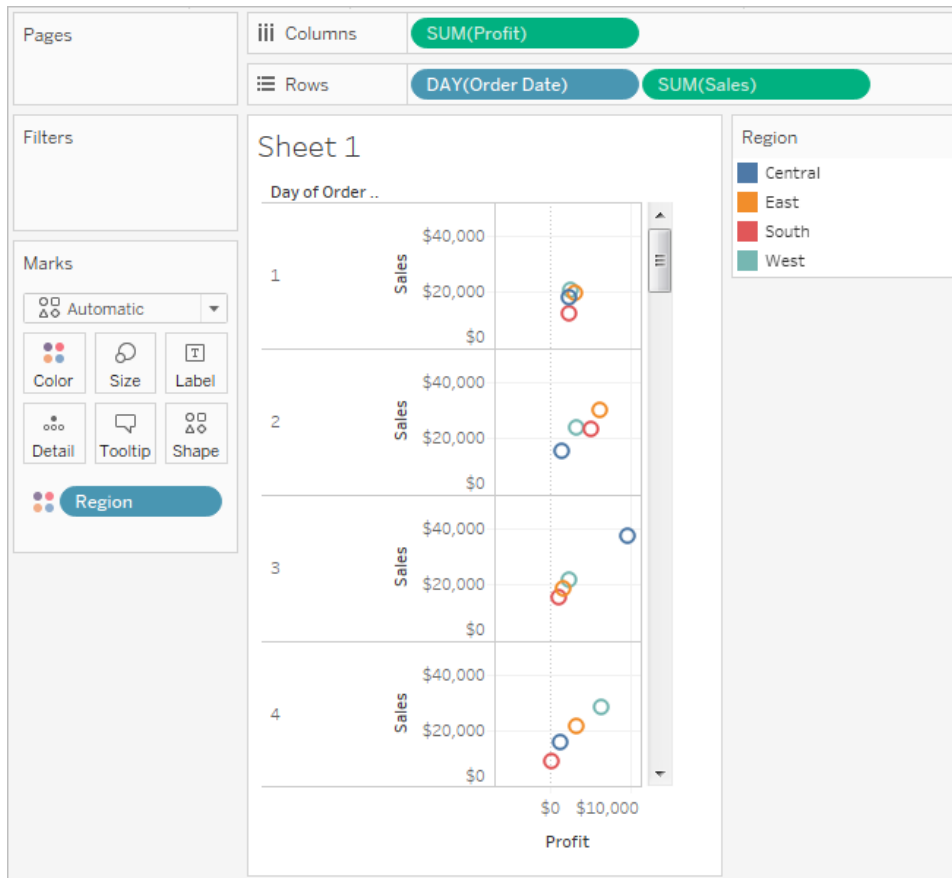 Pages
Columns
SUM(Profit)
Rows
DAY(Order Date)
SUM(Sales)
Filters
Marks
Automatic
Color
Size
Label
Detail
Tooltip
Shape
Region
Sheet 1
Day of Order ..
1
Sales
$40,000
$20,000
$0
2
Sales
$40,000
$20,000
$0
3
Sales
$40,000
$20,000
$0
4
Sales
$40,000
$20,000
$0
$0 $10,000
Profit
Region
Central
East
South
West